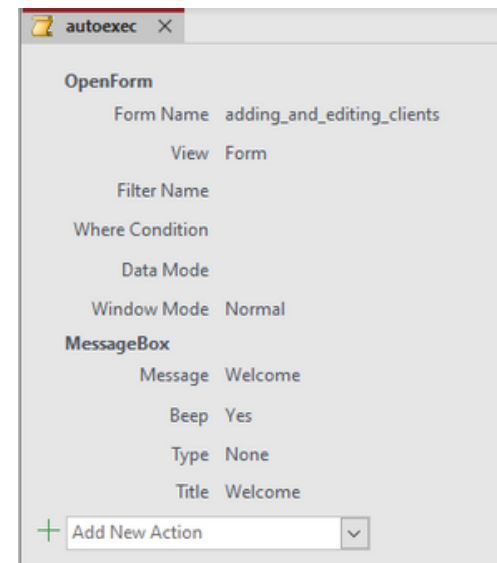 autoexec
OpenForm
Form Name adding_and_editing_clients
View Form
Filter Name
Where Condition
Data Mode
Window Mode Normal
MessageBox
Message Welcome
Beep Yes
Type None
Title Welcome
Add New Action